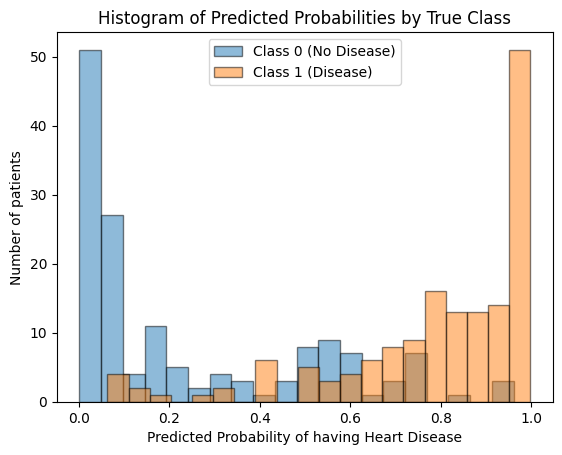 Histogram of Predicted Probabilities by True Class
Class 0 (No Disease)
Class 1 (Disease)
Number of patients
50
40
30
20
10
0
0.0 0.2 0.4 0.6 0.8 1.0
Predicted Probability of having Heart Disease